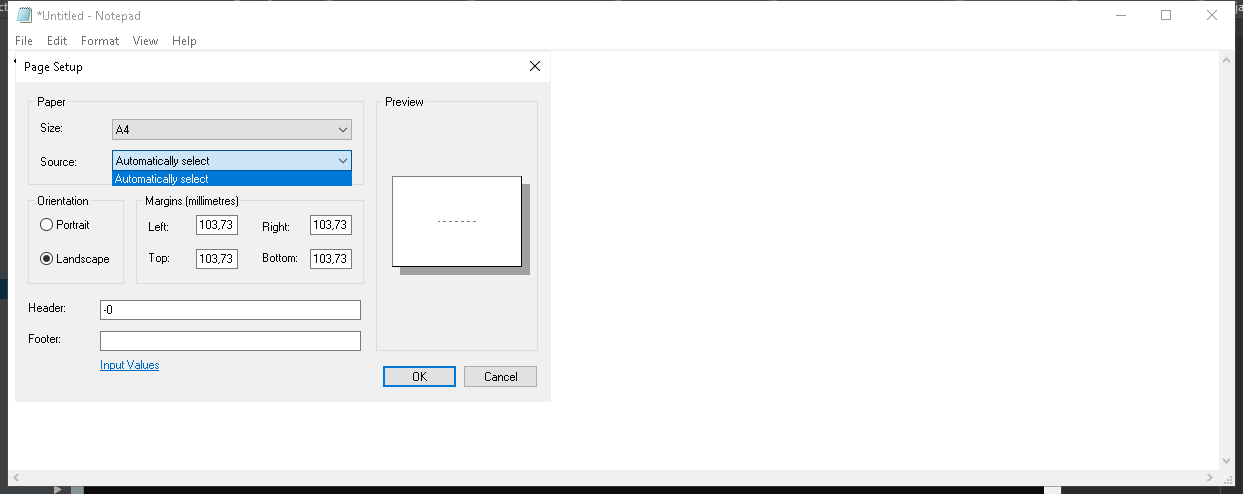 *Untitled - Notepad
File Edit Format View Help
Page Setup
Paper
Size: A4
Source: Automatically select
Automatically select
Orientation
Portrait
Landscape
Margins (millimetres)
Left: 103,73 Right: 103,73
Top: 103,73 Bottom: 103,73
Header: -0
Footer:
Input Values
Preview
OK Cancel